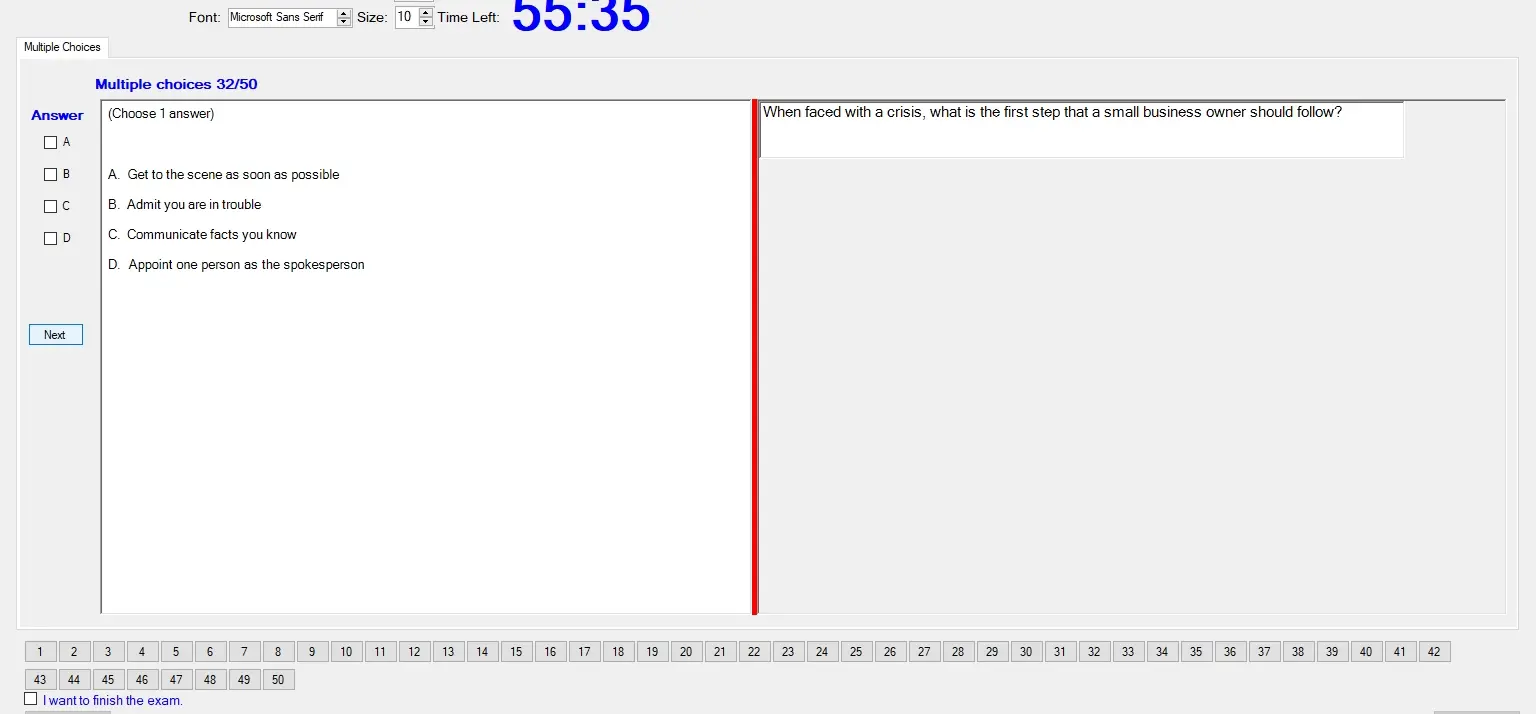 Font: Microsoft Sans Serif Size: 10 Time Left: 55:35
Multiple Choices
Multiple choices 32/50
Answer
A
B
C
D
Next
(Choose 1 answer)
A. Get to the scene as soon as possible
B. Admit you are in trouble
C. Communicate facts you know
D. Appoint one person as the spokesperson
When faced with a crisis, what is the first step that a small business owner should follow?
1 2 3 4 5 6 7 8 9 10 11 12 13 14 15 16 17 18 19 20 21 22 23 24 25 26 27 28 29 30 31 32 33 34 35 36 37 38 39 40 41 42
43 44 45 46 47 48 49 50
I want to finish the exam.